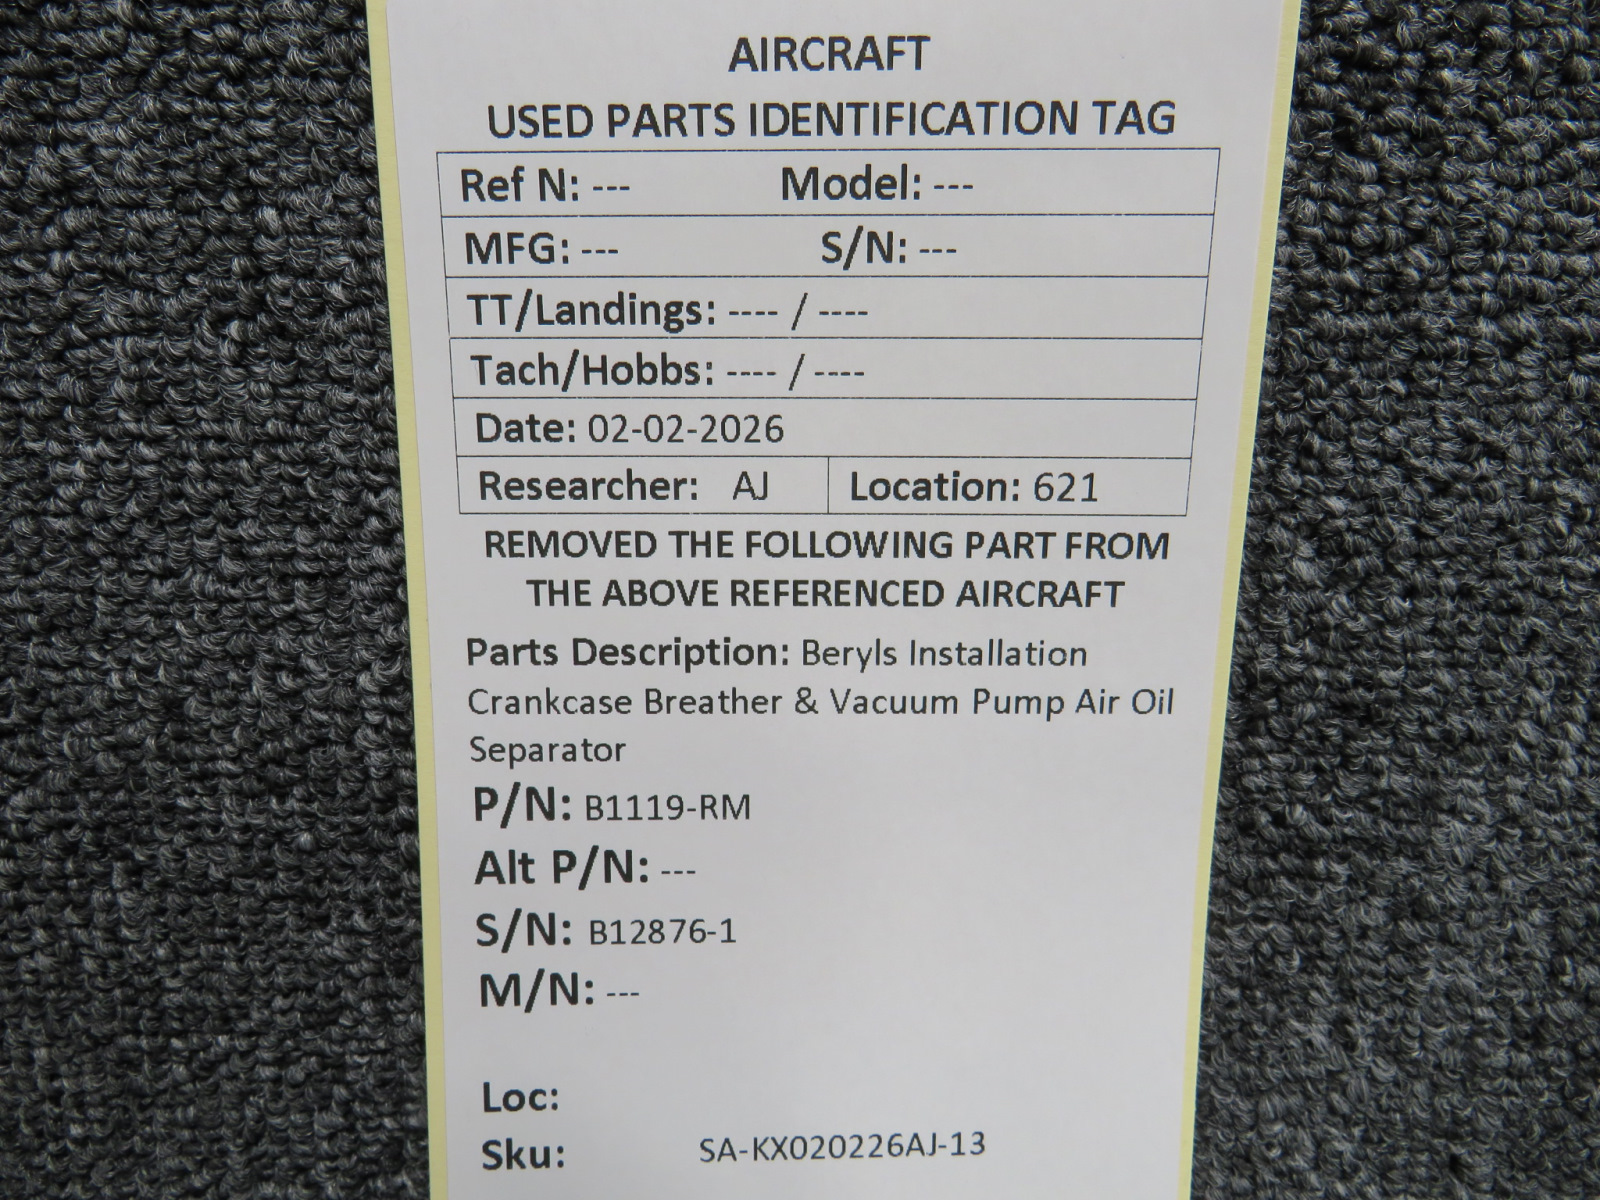 AIRCRAFT
USED PARTS IDENTIFICATION TAG
Ref N: --- Model: ---
MFG: --- S/N: ---
TT/Landings: ---- / ----
Tach/Hobbs: ---- / ----
Date: 02-02-2026
Researcher: AJ Location: 621
REMOVED THE FOLLOWING PART FROM
THE ABOVE REFERENCED AIRCRAFT
Parts Description: Beryls Installation
Crankcase Breather & Vacuum Pump Air Oil
Separator
P/N: B1119-RM
Alt P/N: ---
S/N: B12876-1
M/N: ---
Loc:
Sku: SA-KX020226AJ-13